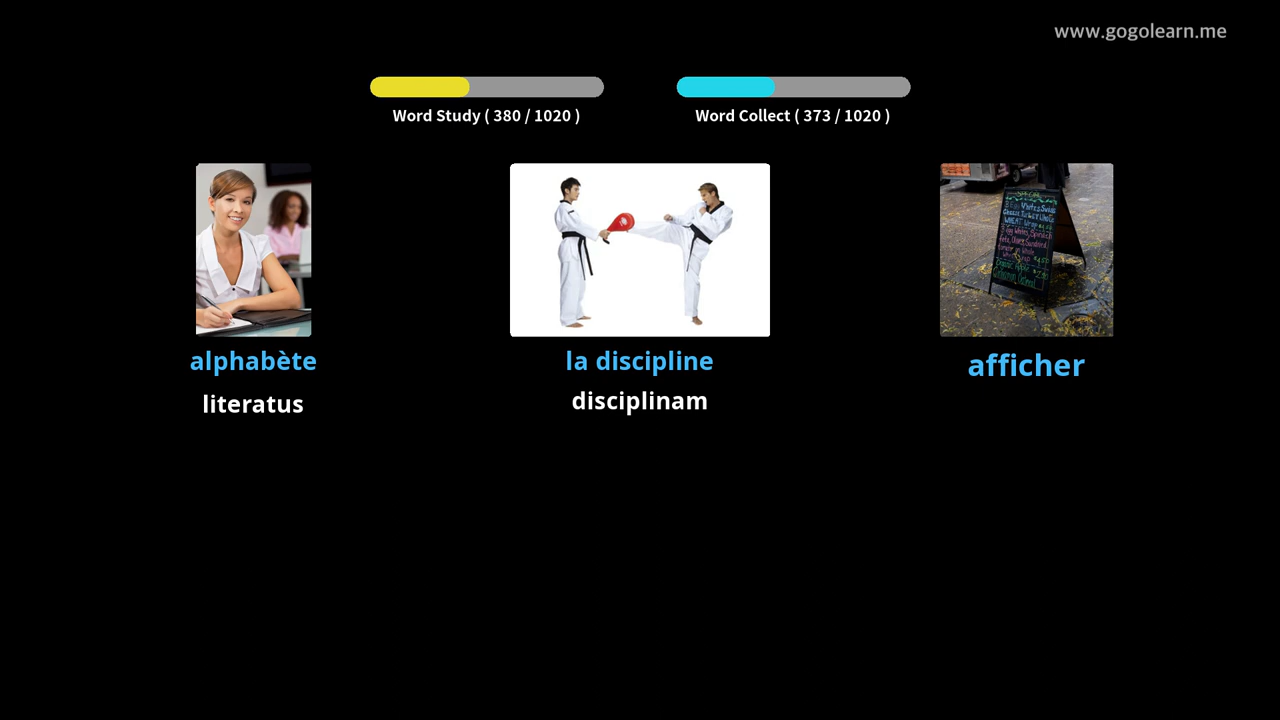 www.gogolearn.me
Word Study ( 380 / 1020 )
Word Collect ( 373 / 1020 )
alphabète
literatus
la discipline
disciplinam
afficher